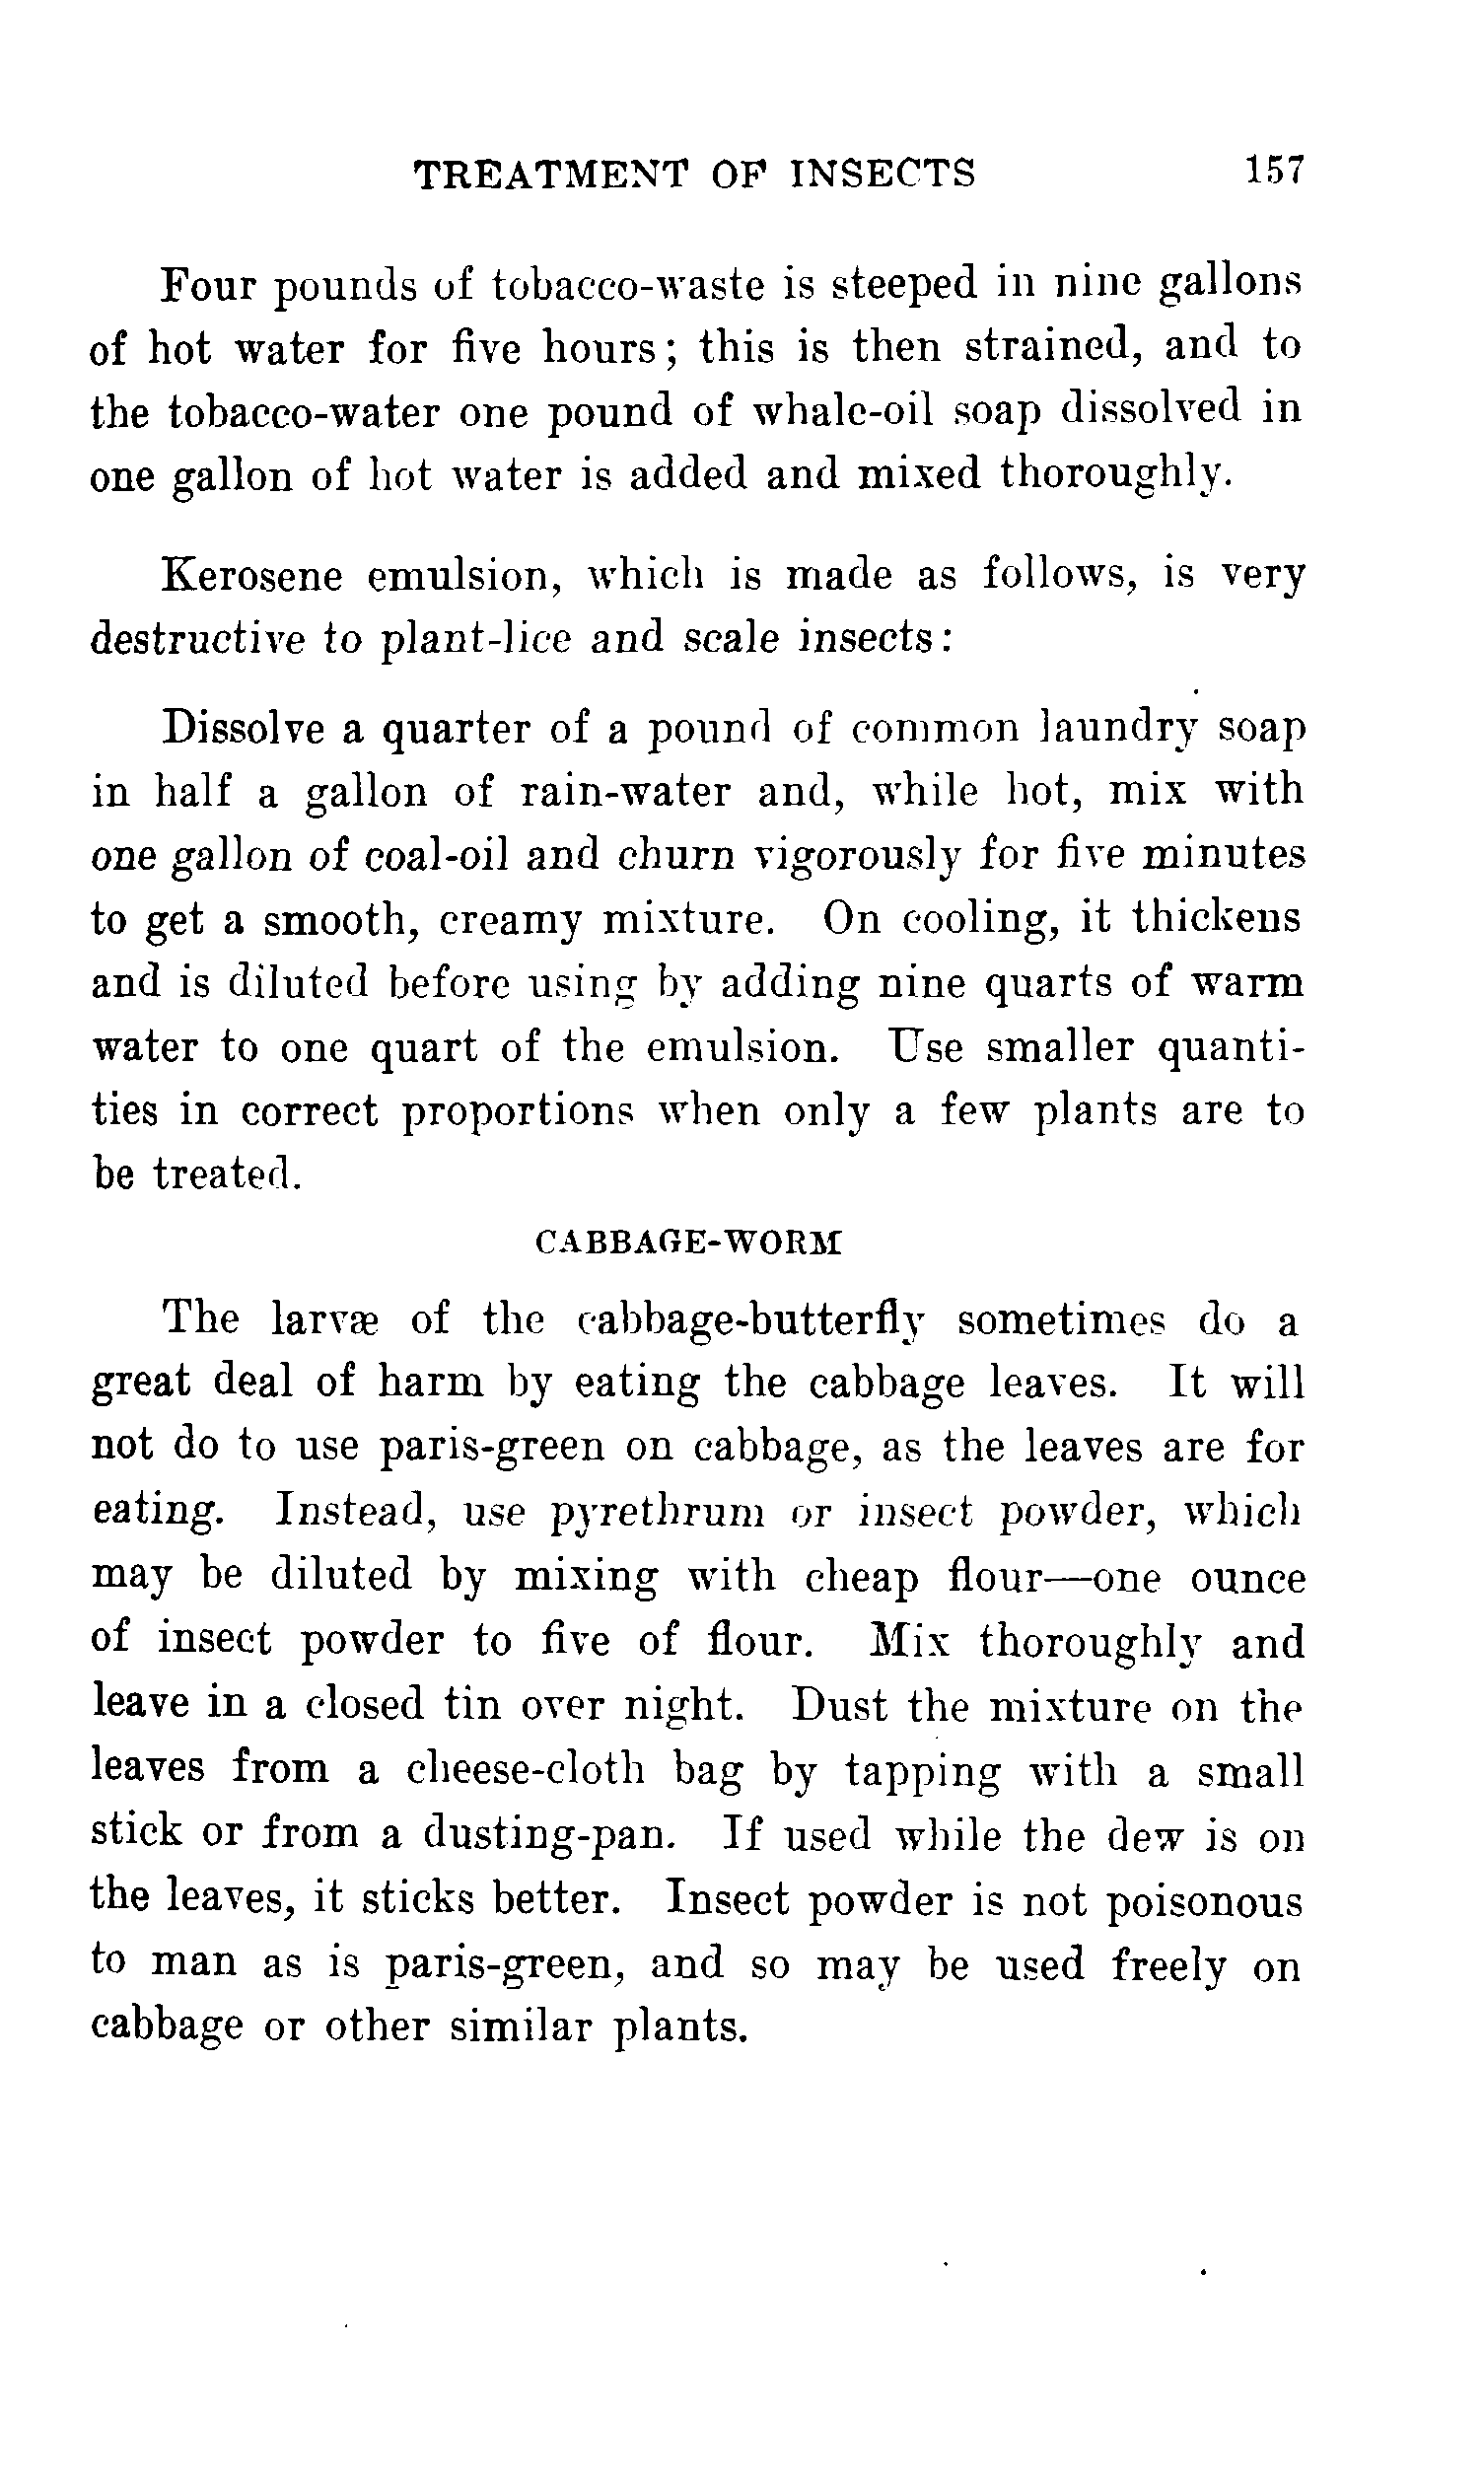 TREATMENT OF INSECTS 157
Four pounds of tobacco-waste is steeped in nine gallons
of hot water for five hours; this is then strained, and to
the tobacco-water one pound of whale-oil soap dissolved in
one gallon of hot water is added and mixed thoroughly.
Kerosene emulsion, which is made as follows, is very
destructive to plant-lice and scale insects:
Dissolve a quarter of a pound of common laundry soap
in half a gallon of rain-water and, while hot, mix with
one gallon of coal-oil and churn vigorously for five minutes
to get a smooth, creamy mixture. On cooling, it thickens
and is diluted before using by adding nine quarts of warm
water to one quart of the emulsion. Use smaller quanti-
ties in correct proportions when only a few plants are to
be treated.
CABBAGE-WORM
The larvæ of the cabbage-butterfly sometimes do a
great deal of harm by eating the cabbage leaves. It will
not do to use paris-green on cabbage, as the leaves are for
eating. Instead, use pyrethrum or insect powder, which
may be diluted by mixing with cheap flour—one ounce
of insect powder to five of flour. Mix thoroughly and
leave in a closed tin over night. Dust the mixture on the
leaves from a cheese-cloth bag by tapping with a small
stick or from a dusting-pan. If used while the dew is on
the leaves, it sticks better. Insect powder is not poisonous
to man as is paris-green, and so may be used freely on
cabbage or other similar plants.